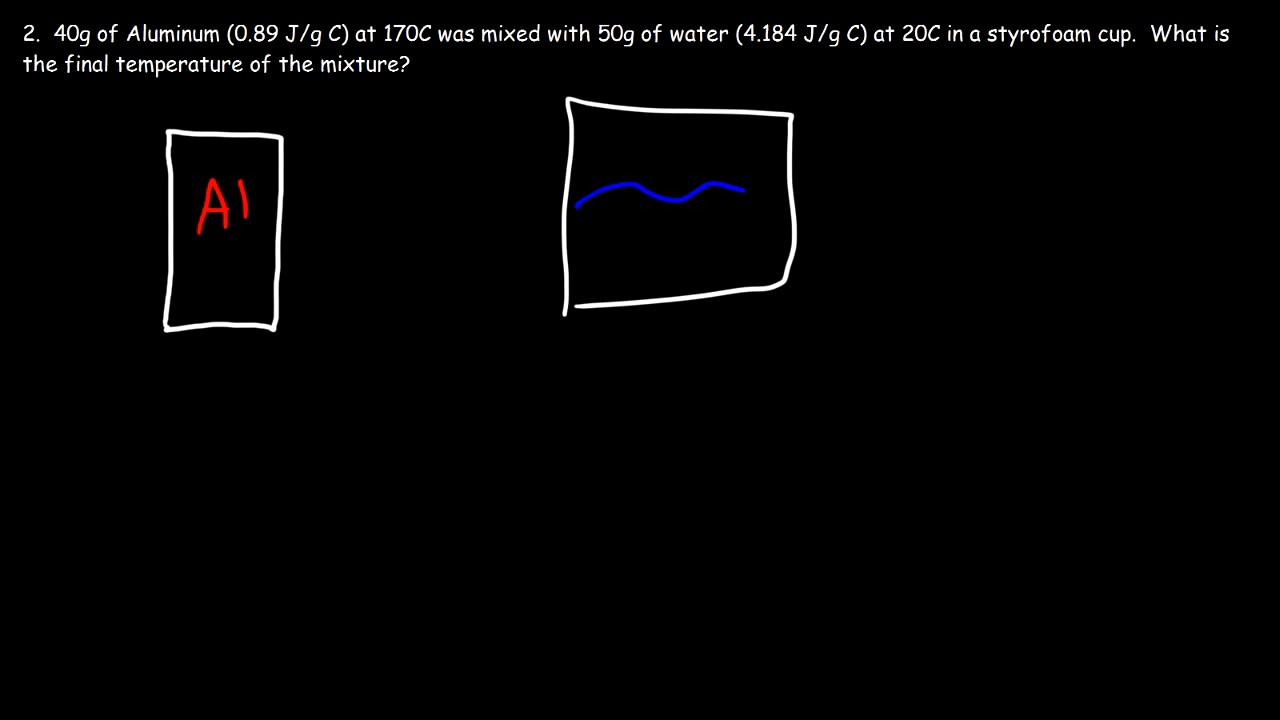 2. 40g of Aluminum (0.89 J/g C) at 170C was mixed with 50g of water (4.184 J/g C) at 20C in a styrofoam cup. What is
the final temperature of the mixture?
Al